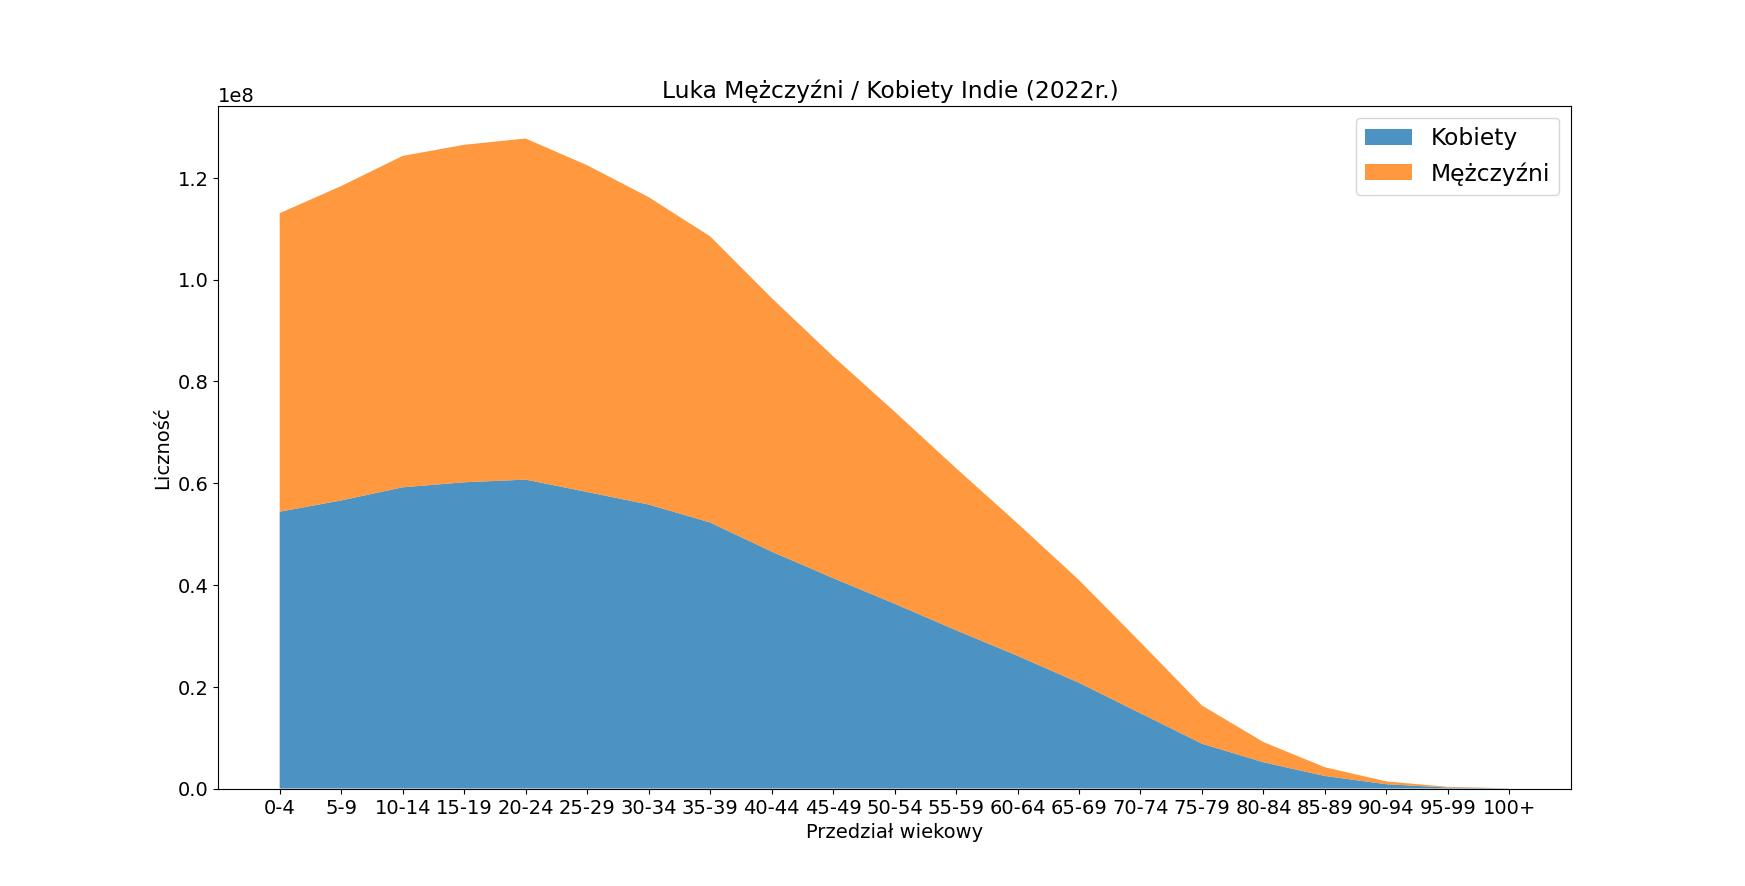 Luka Mężczyźni / Kobiety Indie (2022r.)
1e8
Kobiety
Mężczyźni
1.2
1.0
0.8
0.6
0.4
0.2
0.0
Liczność
0-4 5-9 10-14 15-19 20-24 25-29 30-34 35-39 40-44 45-49 50-54 55-59 60-64 65-69 70-74 75-79 80-84 85-89 90-94 95-99 100+
Przedział wiekowy